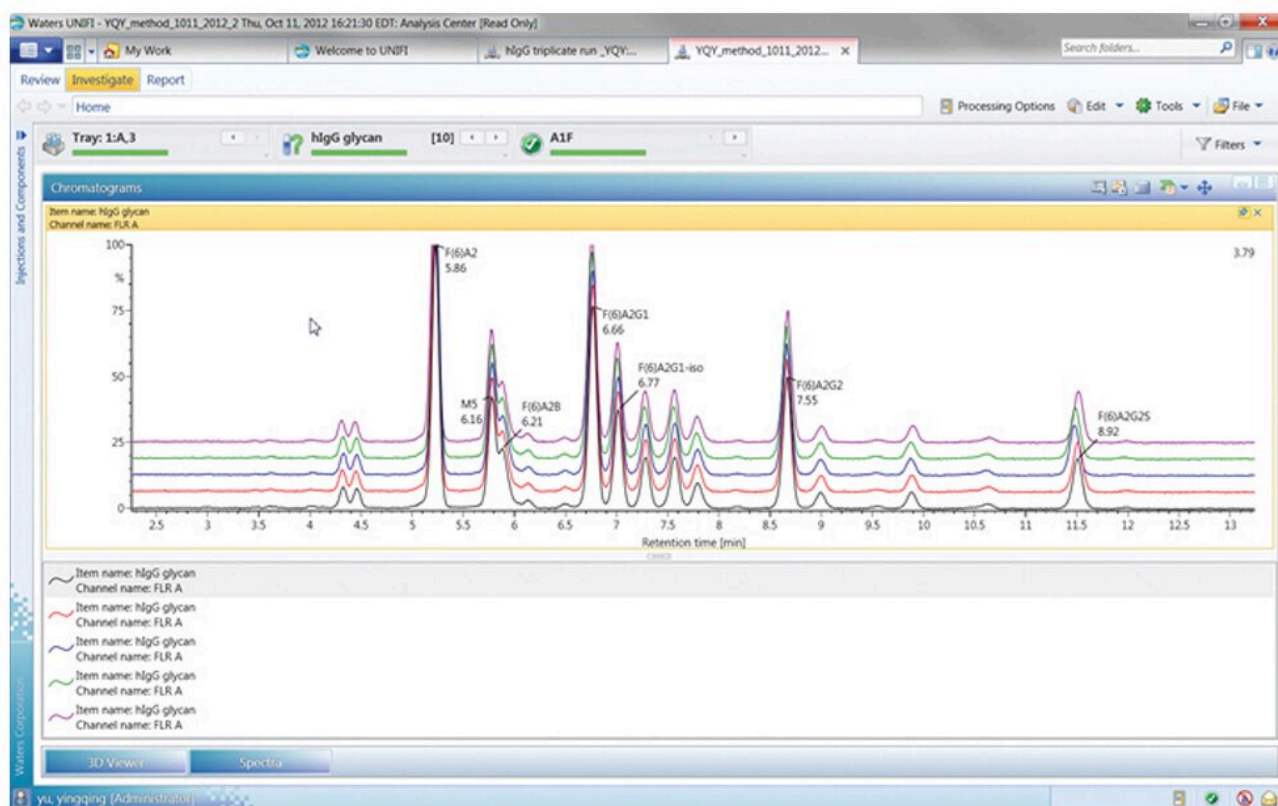 Waters UNIFI - YQY_method_1011_2012_2 Thu, Oct 11, 2012 16:21:30 EDT: Analysis Center [Read Only]
My Work
Welcome to UNIFI
hIgG triplicate run _YQY:...
YQY_method_1011_2012...
Search folders...
Review Investigate Report
Home
Processing Options Edit Tools File
Tray: 1:A,3
hIgG glycan [10]
A1F
Filters
Injections and Components
Chromatograms
Item name: hIgG glycan
Channel name: FLR A
3.79
100
%
75
50
25
0
F(6)A2
5.86
M5
6.16
F(6)A2B
6.21
F(6)A2G1
6.66
F(6)A2G1-iso
6.77
F(6)A2G2
7.55
F(6)A2G2S
8.92
2.5 3 3.5 4 4.5 5 5.5 6 6.5 7 7.5 8 8.5 9 9.5 10 10.5 11 11.5 12 12.5 13
Retention time [min]
Item name: hIgG glycan
Channel name: FLR A
Item name: hIgG glycan
Channel name: FLR A
Item name: hIgG glycan
Channel name: FLR A
Item name: hIgG glycan
Channel name: FLR A
Item name: hIgG glycan
Channel name: FLR A
Waters Corporation
3D Viewer
Spectra
yu, yingqing [Administrator]